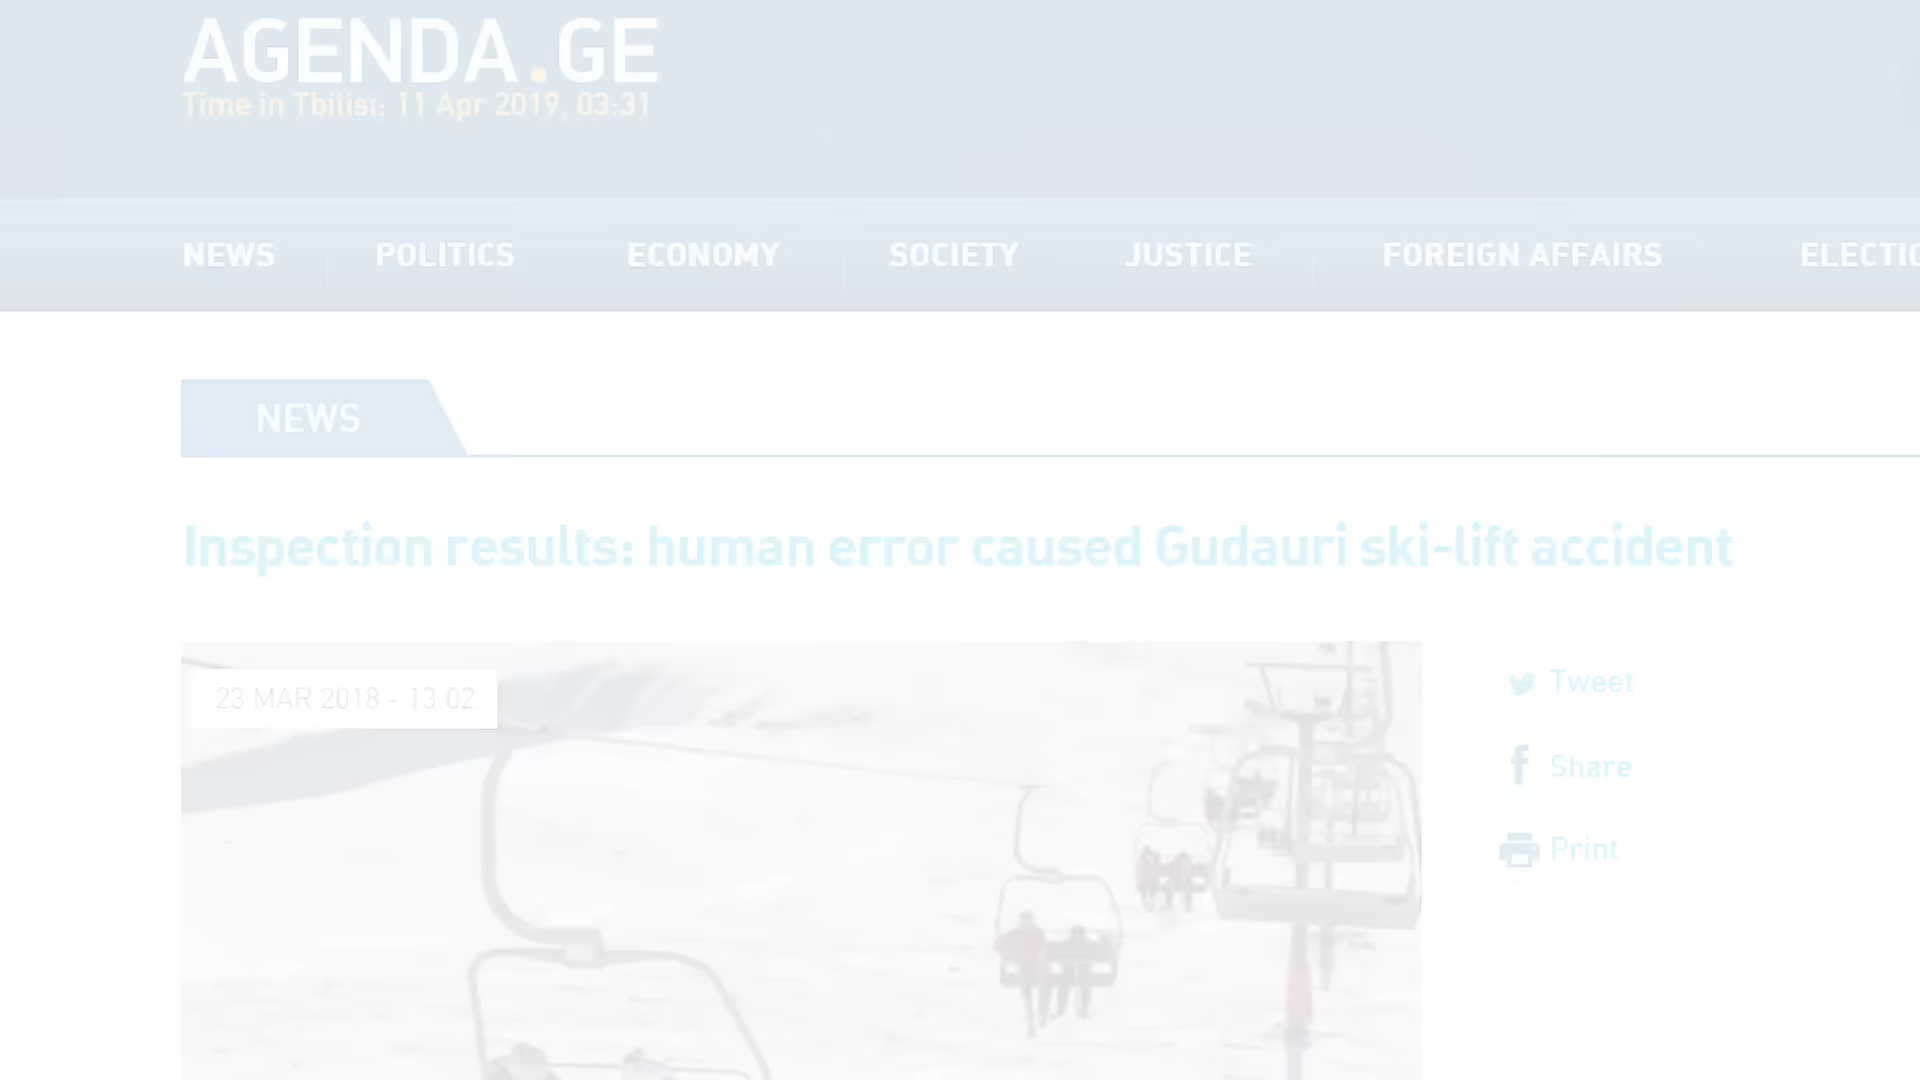 AGENDA.GE
Time in Tbilisi: 11 Apr 2019, 03:31
NEWS POLITICS ECONOMY SOCIETY JUSTICE FOREIGN AFFAIRS ELECTIO
NEWS
Inspection results: human error caused Gudauri ski-lift accident
23 MAR 2018 - 13.02
Tweet
Share
Print